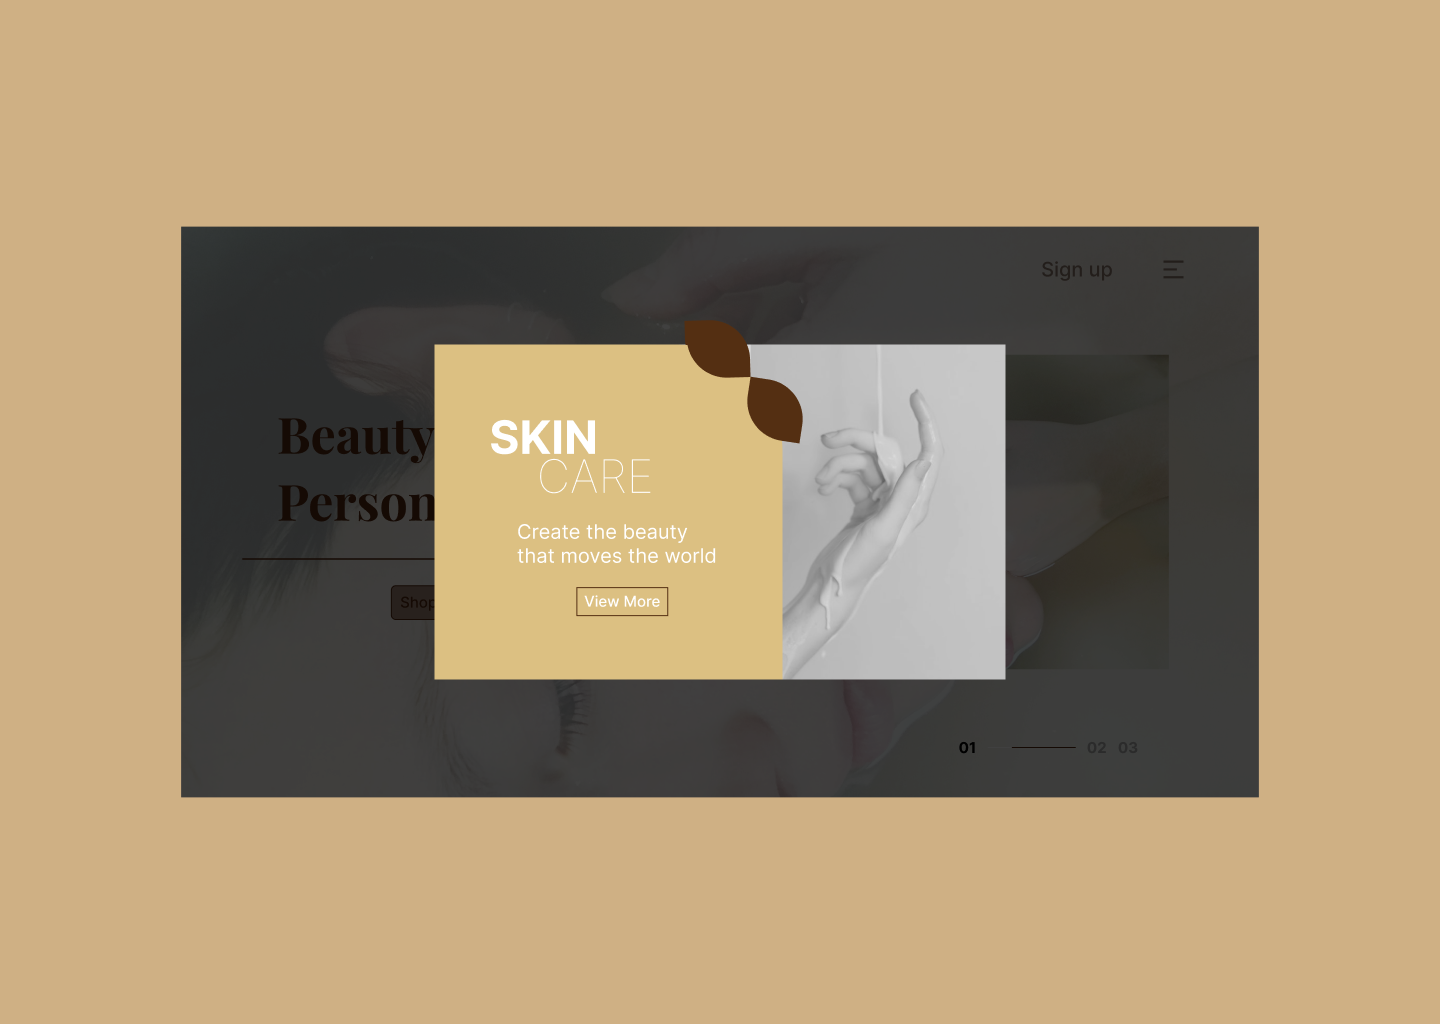 Sign up
Beauty
Person
Shop
SKIN
CARE
Create the beauty
that moves the world
View More
01 02 03